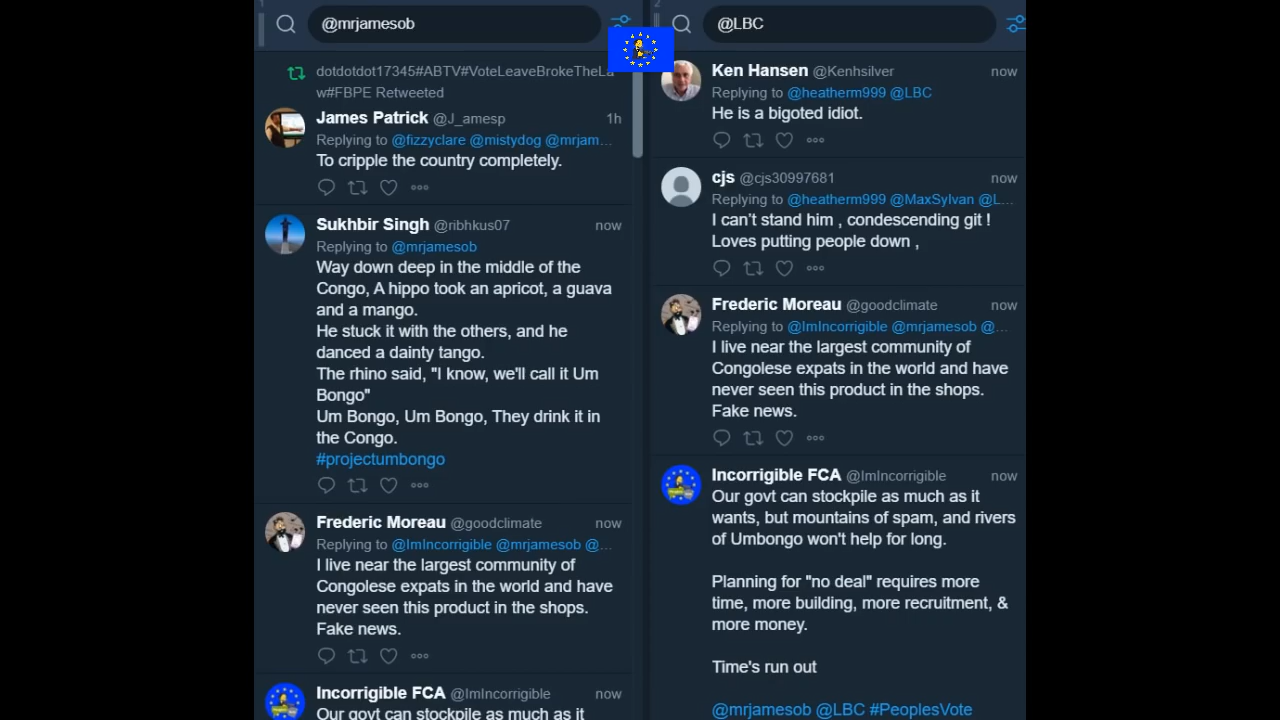 1
@mrjamesob
dotdotdot17345#ABTV#VoteLeaveBrokeTheLa
w#FBPE Retweeted
James Patrick @J_amesp 1h
Replying to @fizzyclare @mistydog @mrjam...
To cripple the country completely.
Sukhbir Singh @ribhkus07 now
Replying to @mrjamesob
Way down deep in the middle of the
Congo, A hippo took an apricot, a guava
and a mango.
He stuck it with the others, and he
danced a dainty tango.
The rhino said, "I know, we'll call it Um
Bongo"
Um Bongo, Um Bongo, They drink it in
the Congo.
#projectumbongo
Frederic Moreau @goodclimate now
Replying to @ImIncorrigible @mrjamesob @...
I live near the largest community of
Congolese expats in the world and have
never seen this product in the shops.
Fake news.
Incorrigible FCA @ImIncorrigible now
Our govt can stockpile as much as it
2
@LBC
Ken Hansen @Kenhsilver now
Replying to @heatherm999 @LBC
He is a bigoted idiot.
cjs @cjs30997681 now
Replying to @heatherm999 @MaxSylvan @L...
I can't stand him , condescending git !
Loves putting people down ,
Frederic Moreau @goodclimate now
Replying to @ImIncorrigible @mrjamesob @...
I live near the largest community of
Congolese expats in the world and have
never seen this product in the shops.
Fake news.
Incorrigible FCA @ImIncorrigible now
Our govt can stockpile as much as it
wants, but mountains of spam, and rivers
of Umbongo won't help for long.
Planning for "no deal" requires more
time, more building, more recruitment, &
more money.
Time's run out
@mrjamesob @LBC #PeoplesVote